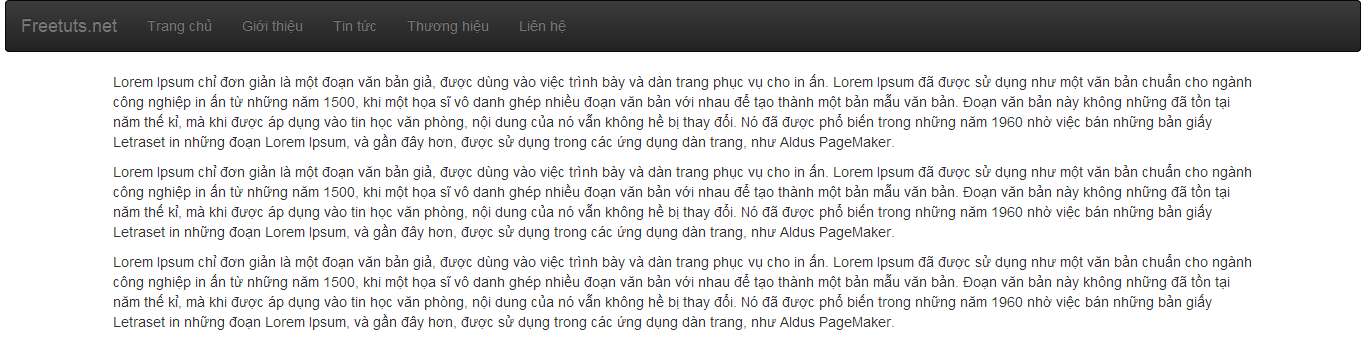 Freetuts.net Trang chủ Giới thiệu Tin tức Thương hiệu Liên hệ
Lorem Ipsum chỉ đơn giản là một đoạn văn bản giả, được dùng vào việc trình bày và dàn trang phục vụ cho in ấn. Lorem Ipsum đã được sử dụng như một văn bản chuẩn cho ngành
công nghiệp in ấn từ những năm 1500, khi một họa sĩ vô danh ghép nhiều đoạn văn bản với nhau để tạo thành một bản mẫu văn bản. Đoạn văn bản này không những đã tồn tại
năm thế kỉ, mà khi được áp dụng vào tin học văn phòng, nội dung của nó vẫn không hề bị thay đổi. Nó đã được phổ biến trong những năm 1960 nhờ việc bán những bản giấy
Letraset in những đoạn Lorem Ipsum, và gần đây hơn, được sử dụng trong các ứng dụng dàn trang, như Aldus PageMaker.
Lorem Ipsum chỉ đơn giản là một đoạn văn bản giả, được dùng vào việc trình bày và dàn trang phục vụ cho in ấn. Lorem Ipsum đã được sử dụng như một văn bản chuẩn cho ngành
công nghiệp in ấn từ những năm 1500, khi một họa sĩ vô danh ghép nhiều đoạn văn bản với nhau để tạo thành một bản mẫu văn bản. Đoạn văn bản này không những đã tồn tại
năm thế kỉ, mà khi được áp dụng vào tin học văn phòng, nội dung của nó vẫn không hề bị thay đổi. Nó đã được phổ biến trong những năm 1960 nhờ việc bán những bản giấy
Letraset in những đoạn Lorem Ipsum, và gần đây hơn, được sử dụng trong các ứng dụng dàn trang, như Aldus PageMaker.
Lorem Ipsum chỉ đơn giản là một đoạn văn bản giả, được dùng vào việc trình bày và dàn trang phục vụ cho in ấn. Lorem Ipsum đã được sử dụng như một văn bản chuẩn cho ngành
công nghiệp in ấn từ những năm 1500, khi một họa sĩ vô danh ghép nhiều đoạn văn bản với nhau để tạo thành một bản mẫu văn bản. Đoạn văn bản này không những đã tồn tại
năm thế kỉ, mà khi được áp dụng vào tin học văn phòng, nội dung của nó vẫn không hề bị thay đổi. Nó đã được phổ biến trong những năm 1960 nhờ việc bán những bản giấy
Letraset in những đoạn Lorem Ipsum, và gần đây hơn, được sử dụng trong các ứng dụng dàn trang, như Aldus PageMaker.